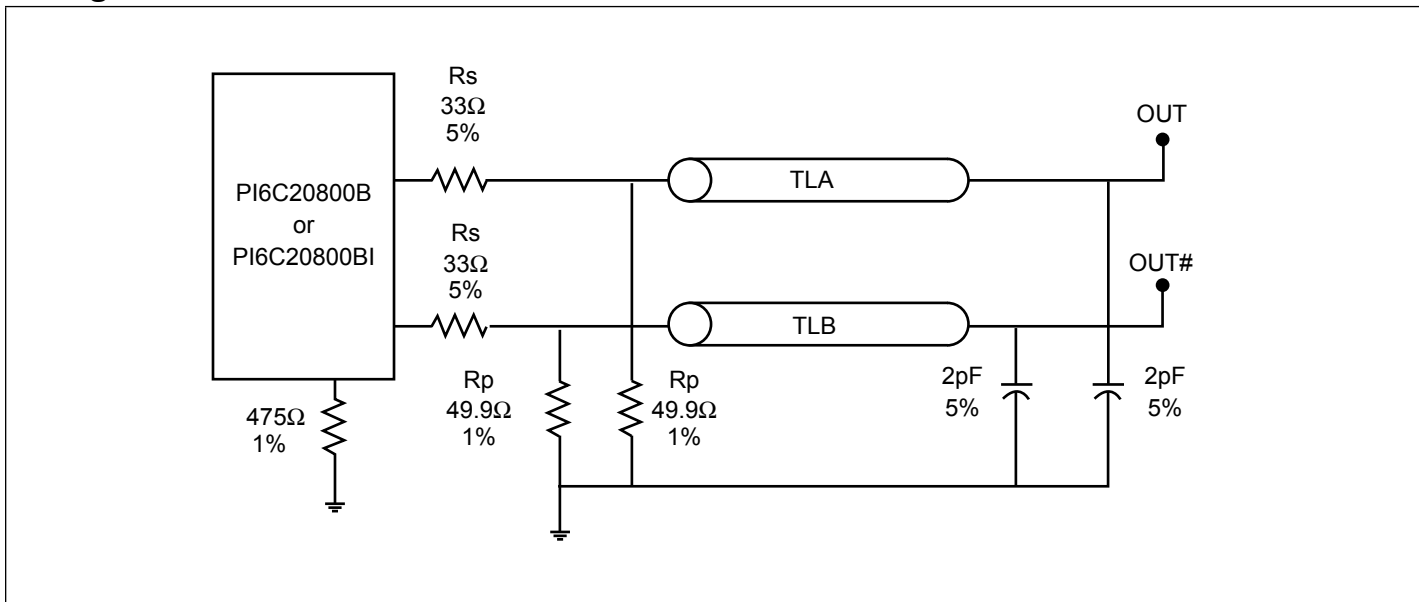 Rs
33Ω
5%
OUT
PI6C20800B
or
PI6C20800BI
TLA
Rs
33Ω
5%
OUT#
TLB
475Ω
1%
Rp
49.9Ω
1%
Rp
49.9Ω
1%
2pF
5%
2pF
5%